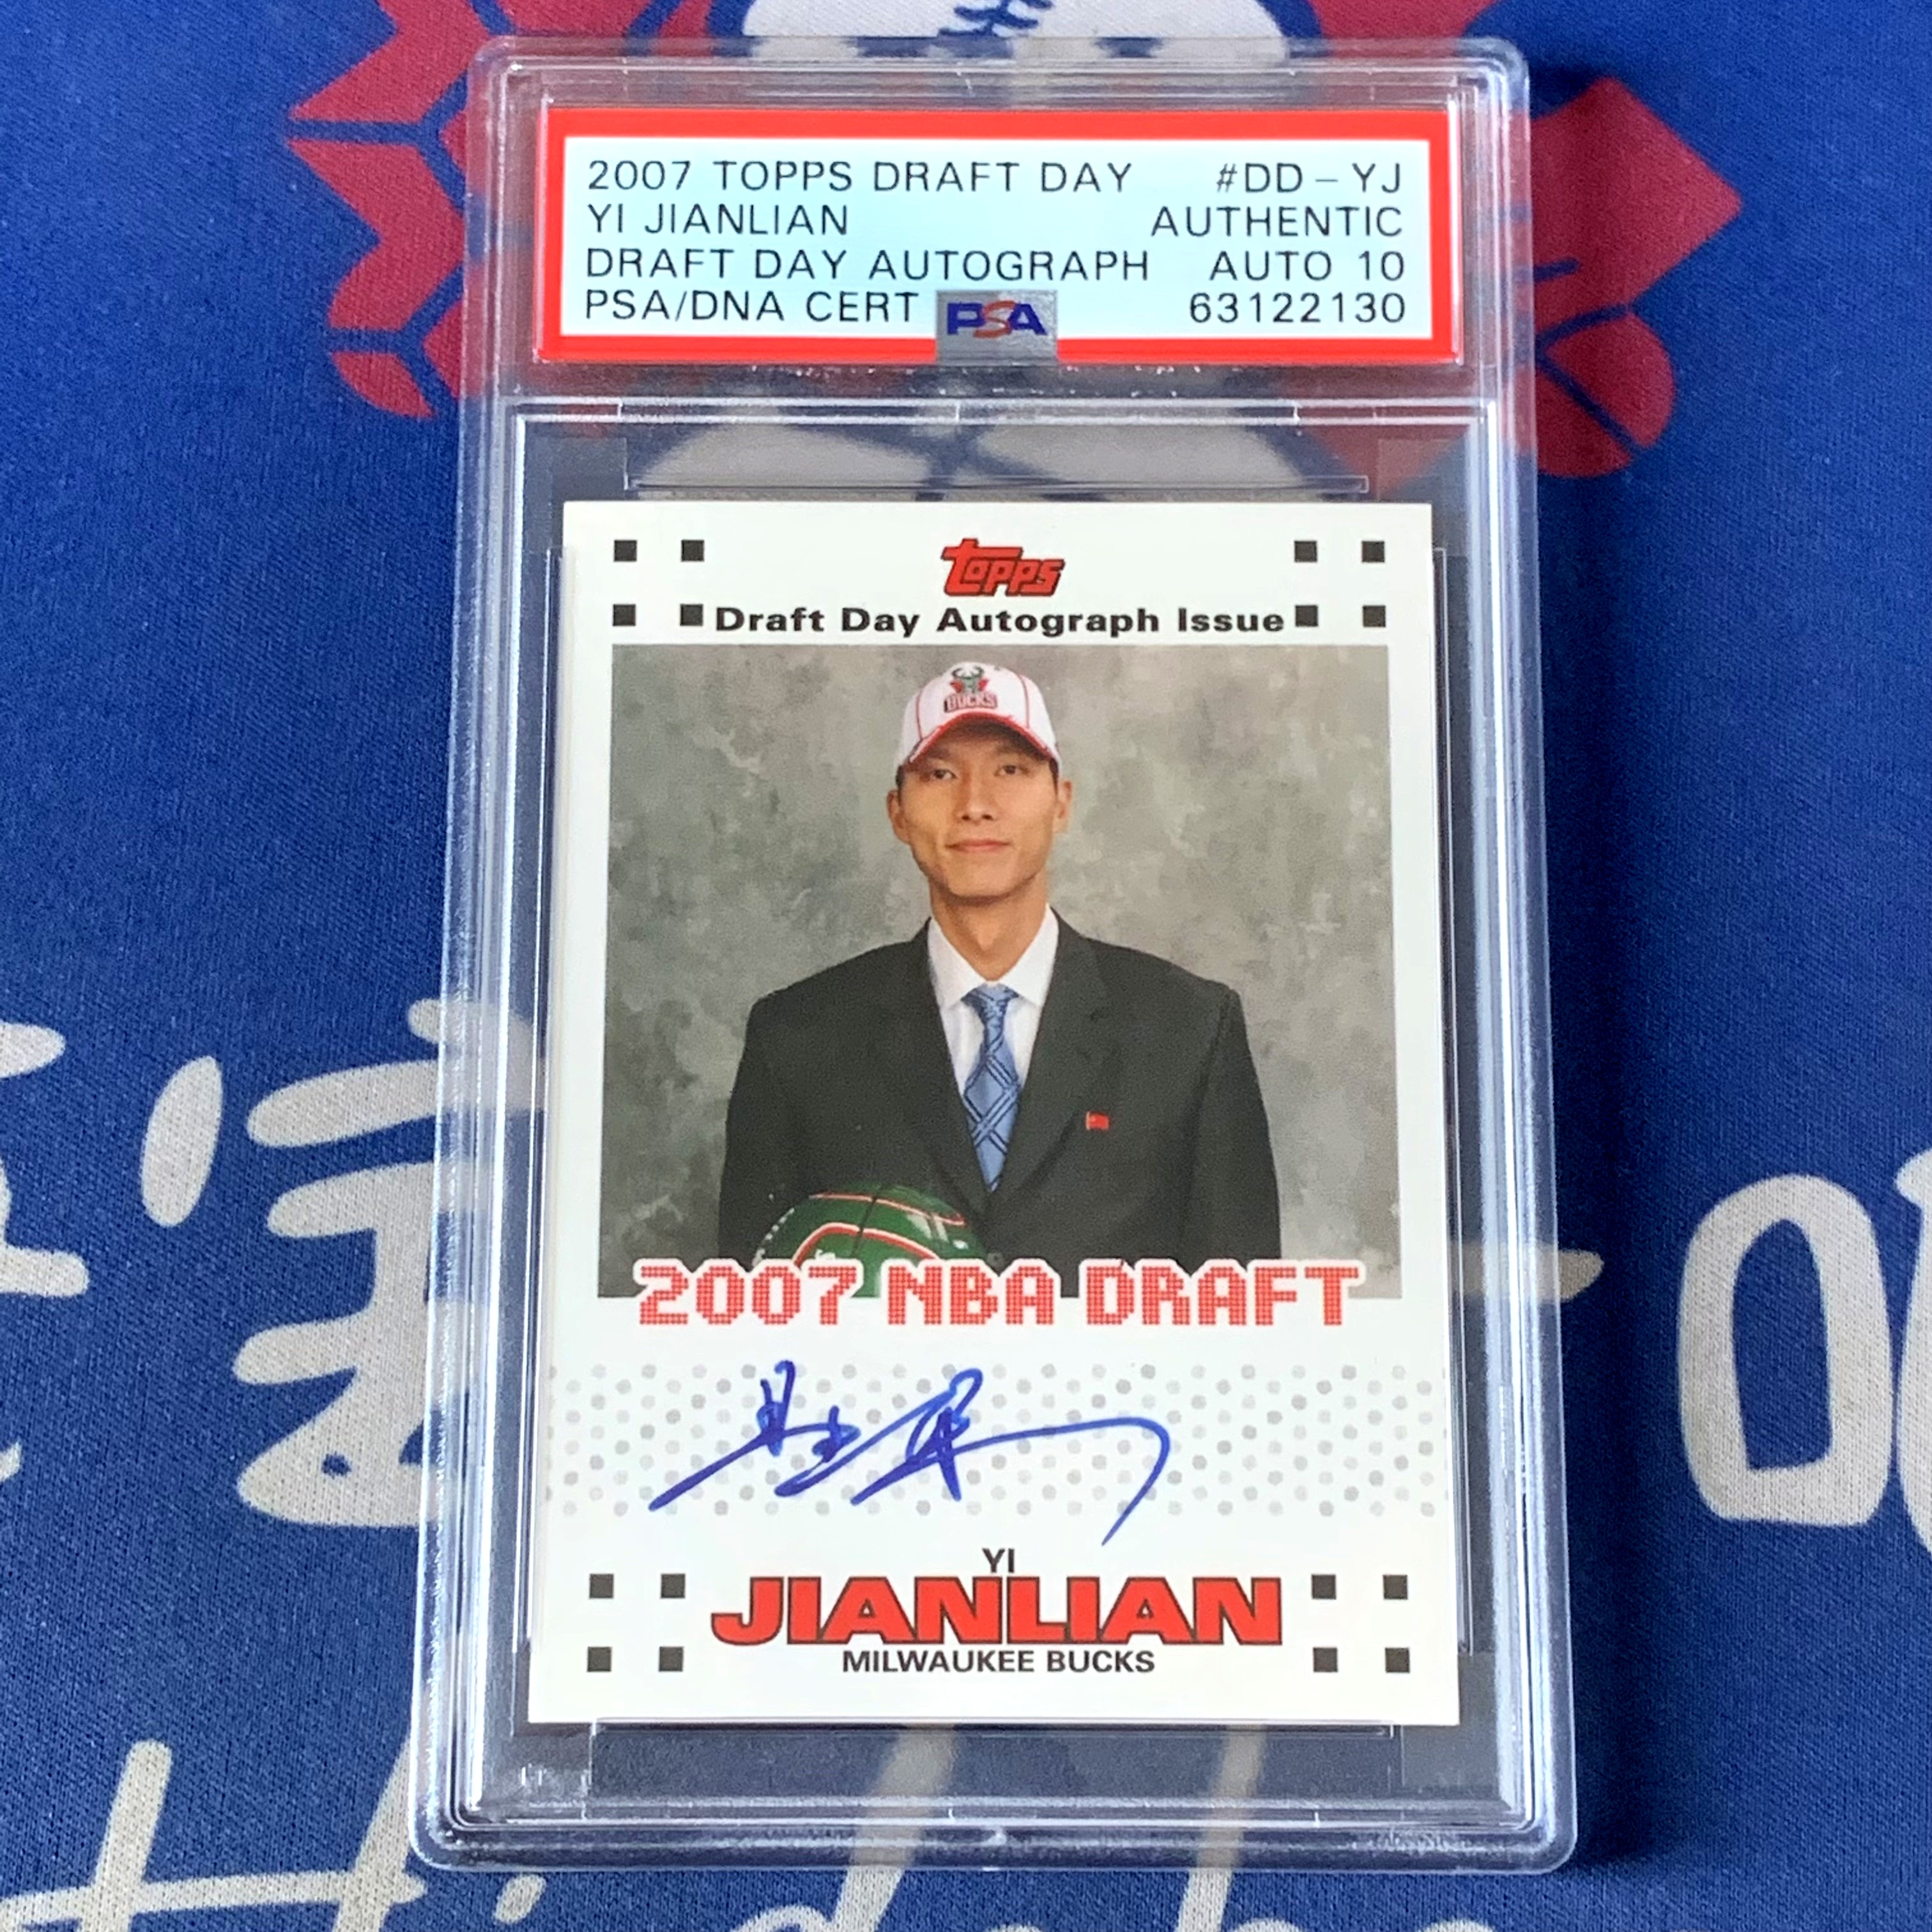 2007 TOPPS DRAFT DAY #DD-YJ
YI JIANLIAN AUTHENTIC
DRAFT DAY AUTOGRAPH AUTO 10
PSA/DNA CERT PSA 63122130
topps
Draft Day Autograph Issue
BUCKS
2007 NBA DRAFT
YI
JIANLIAN
MILWAUKEE BUCKS